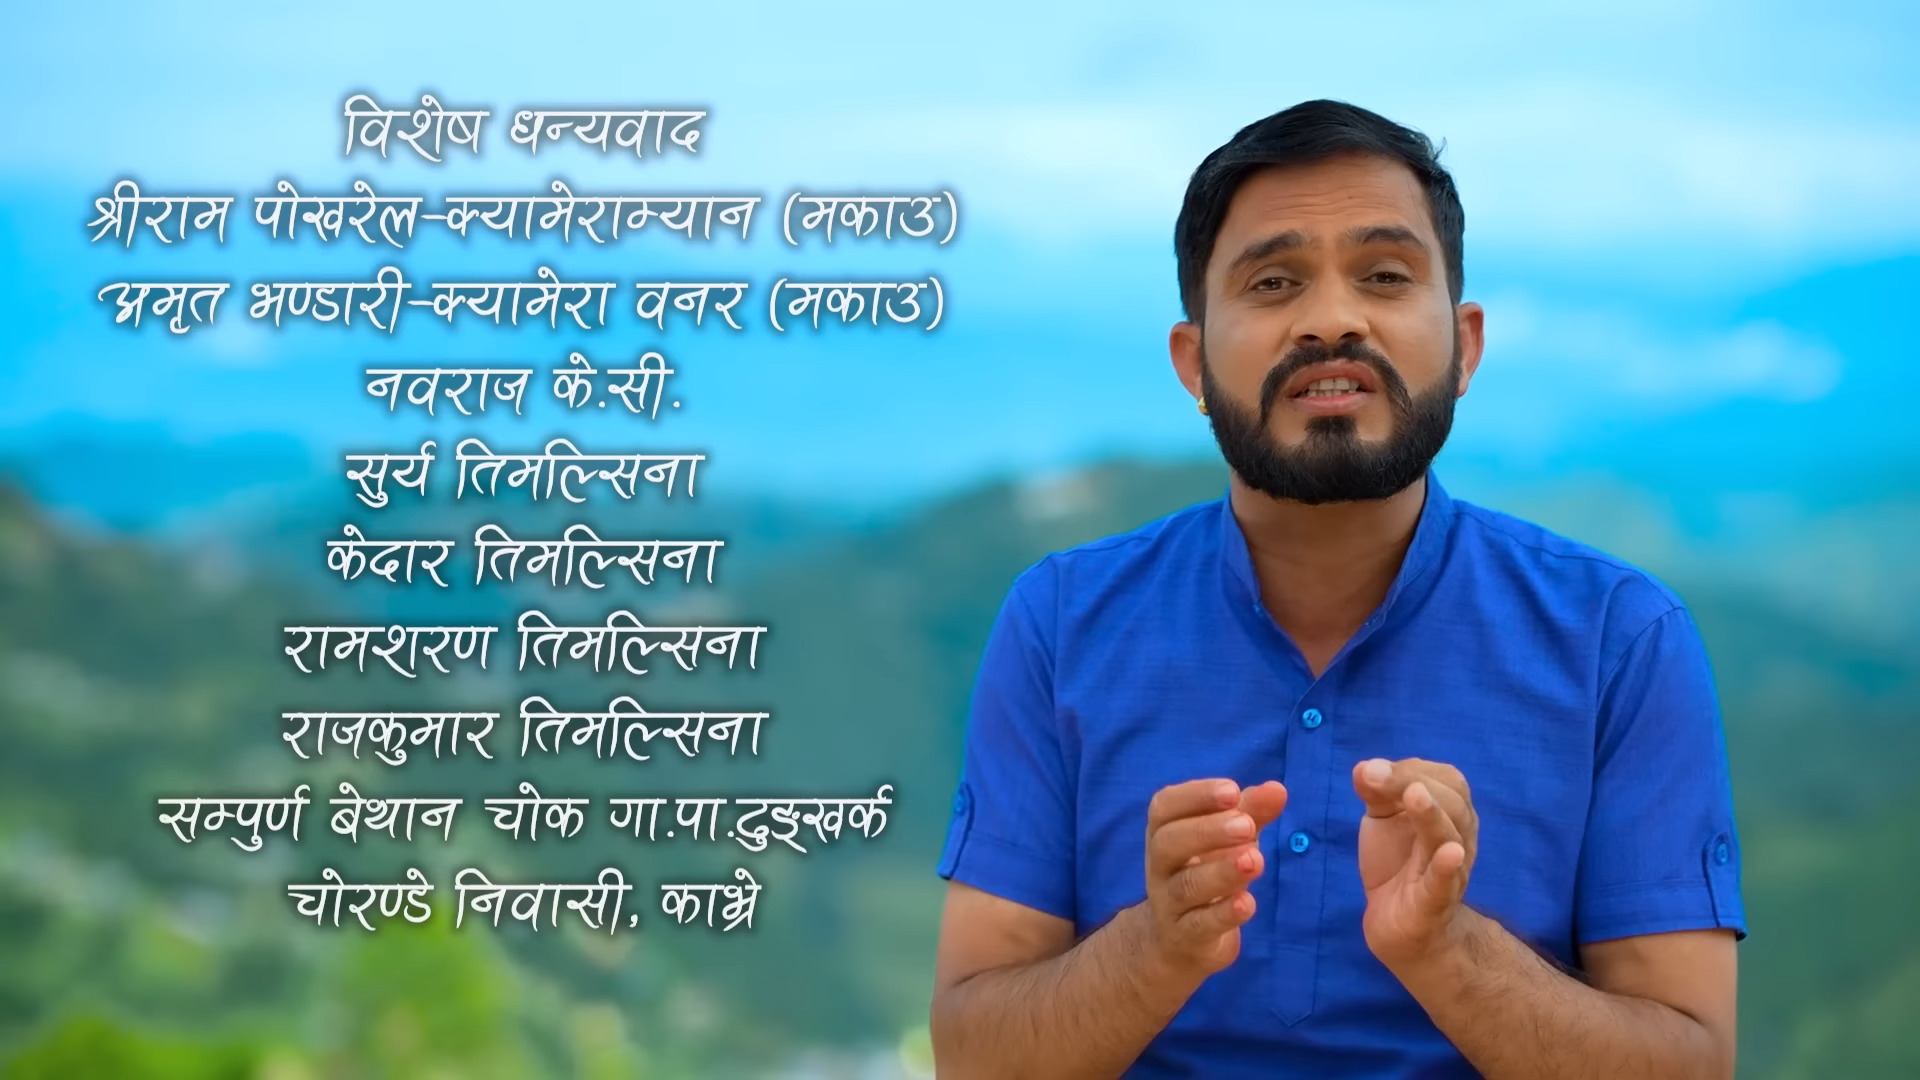 विशेष धन्यवाद
श्रीराम पोखरेल-क्यामेराम्यान (मकाउ)
अमृत भण्डारी-क्यामेरा वनर (मकाउ)
नवराज के.सी.
सुर्य तिमल्सिना
केदार तिमल्सिना
रामशरण तिमल्सिना
राजकुमार तिमल्सिना
सम्पुर्ण बेथान चोक गा.पा.ढुङ्खर्क
चोरण्डे निवासी, काभ्रे